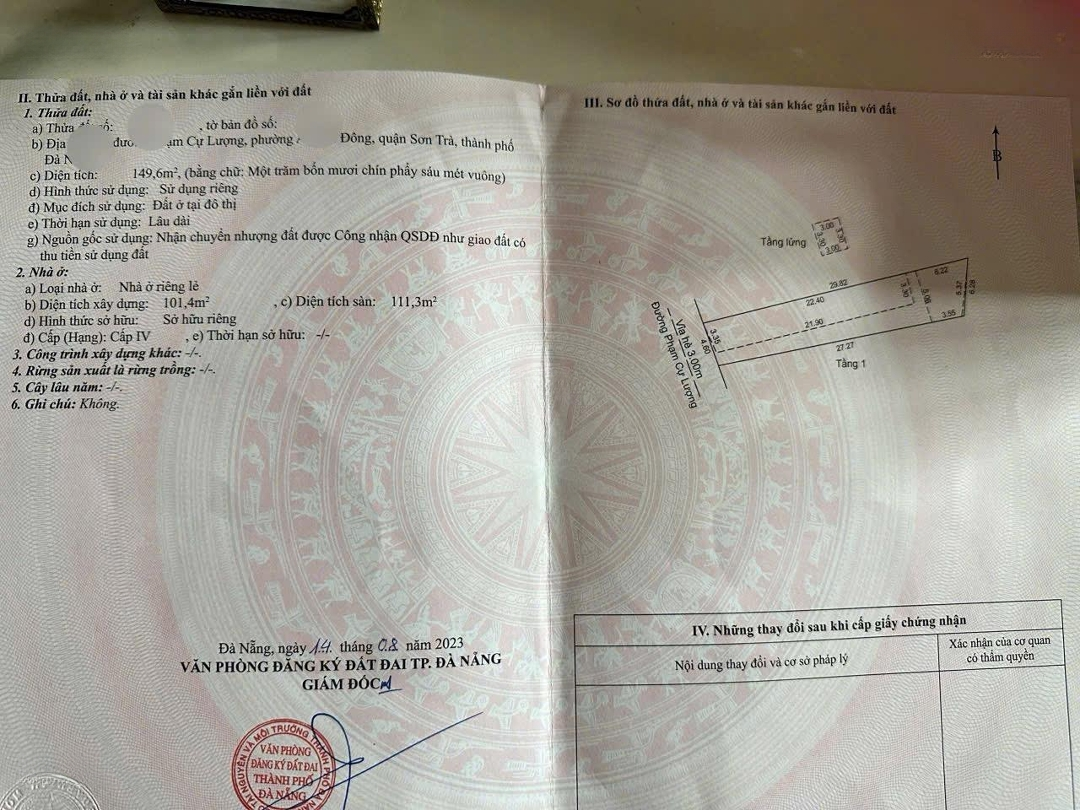 II. Thửa đất, nhà ở và tài sản khác gắn liền với đất
1. Thửa đất:
a) Thửa , tờ bản đồ số:
b) Địa Cự Lượng, phường Đông, quận Sơn Trà, thành phố
Đà
c) Diện tích: 149,6m², (bằng chữ: Một trăm bốn mươi chín phẩy sáu mét vuông)
d) Hình thức sử dụng: Sử dụng riêng
đ) Mục đích sử dụng: Đất ở tại đô thị
e) Thời hạn sử dụng: Lâu dài
g) Nguồn gốc sử dụng: Nhận chuyển nhượng đất được Công nhận QSDĐ như giao đất có
thu tiền sử dụng đất
2. Nhà ở:
a) Loại nhà ở: Nhà ở riêng lẻ
b) Diện tích xây dựng: 101,4m² , c) Diện tích sàn: 111,3m²
d) Hình thức sở hữu: Sở hữu riêng
đ) Cấp (Hạng): Cấp IV , e) Thời hạn sở hữu: -/-
3. Công trình xây dựng khác: -/-.
4. Rừng sản xuất là rừng trồng: -/-.
5. Cây lâu năm: -/-.
6. Ghi chú: Không.
Đà Nẵng, ngày 14 tháng 08 năm 2023
VĂN PHÒNG ĐĂNG KÝ ĐẤT ĐAI TP. ĐÀ NẴNG
GIÁM ĐỐC
VĂN PHÒNG
ĐĂNG KÝ ĐẤT ĐAI
THÀNH PHỐ
ĐÀ NẴNG
III. Sơ đồ thửa đất, nhà ở và tài sản khác gắn liền với đất
B
Tầng lửng
3.00
3.00
29.82
6.22
22.40
21.90
5.08
3.55
27.27
3.35
4.60
Tầng 1
Vỉa hè 3.00m
Đường Phạm Cự Lượng
IV. Những thay đổi sau khi cấp giấy chứng nhận
Nội dung thay đổi và cơ sở pháp lý
Xác nhận của cơ quan
có thẩm quyền